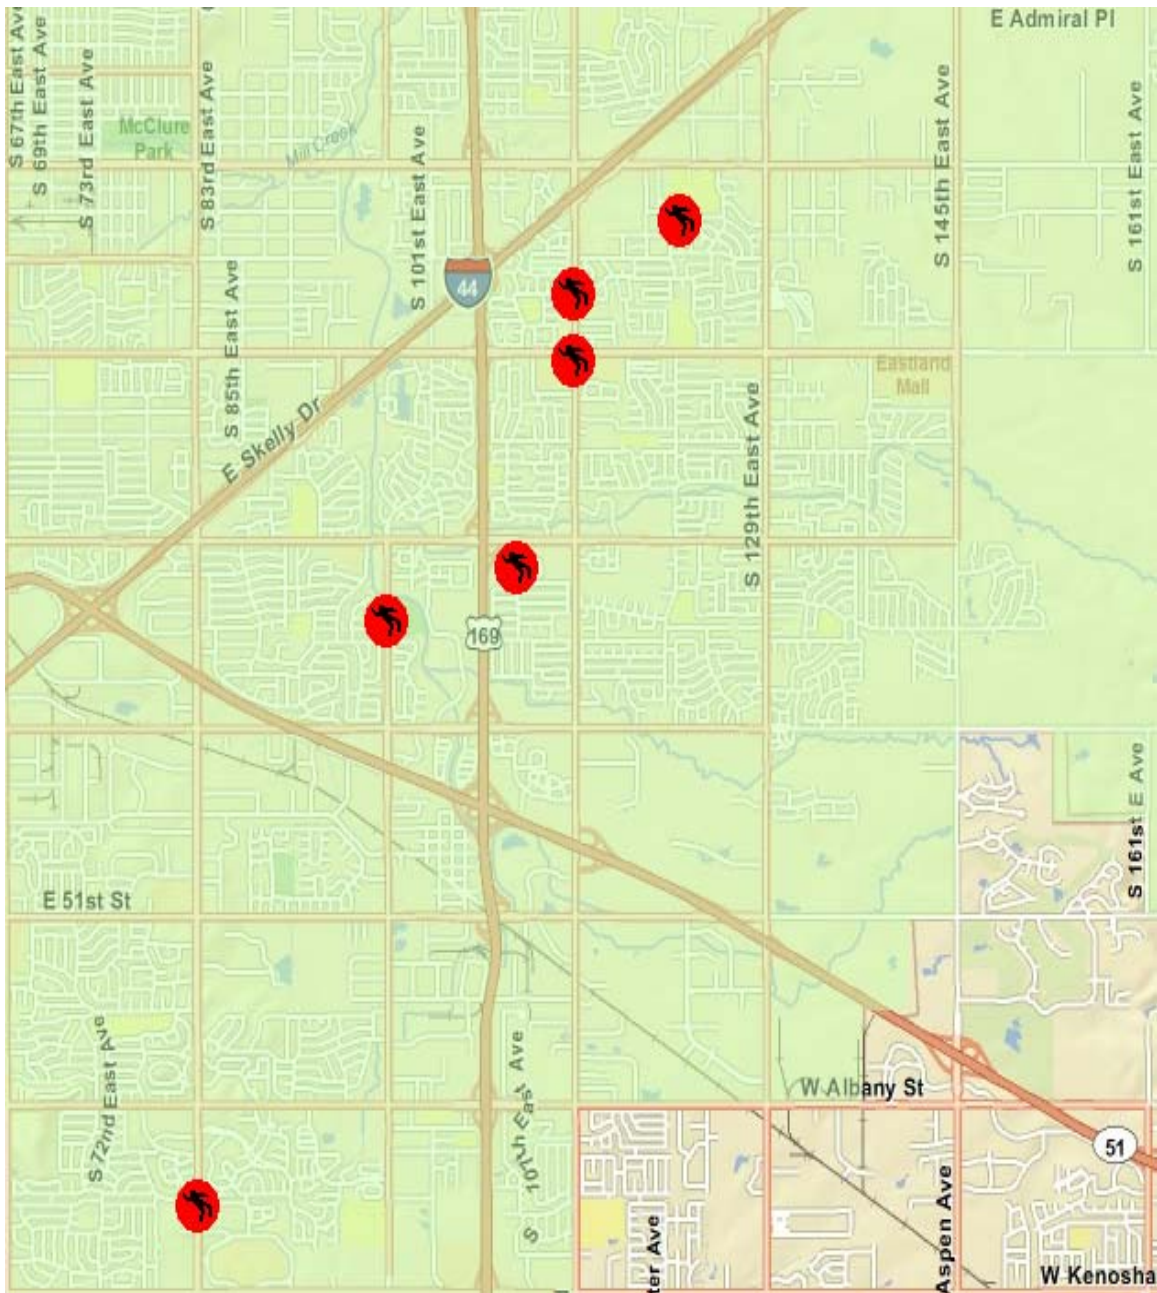 E Admiral Pl
S 67th East Ave
S 69th East Ave
S 73rd East Ave
McClure
Park
S 83rd East Ave
Mill Creek
S 101st East Ave
S 145th East Ave
S 161st East Ave
44
S 85th East Ave
E Skelly Dr
Eastland
Mall
S 129th East Ave
169
S 161st E Ave
E 51st St
S 72nd East Ave
S 107th East Ave
W Albany St
51
ter Ave
Aspen Ave
W Kenosha